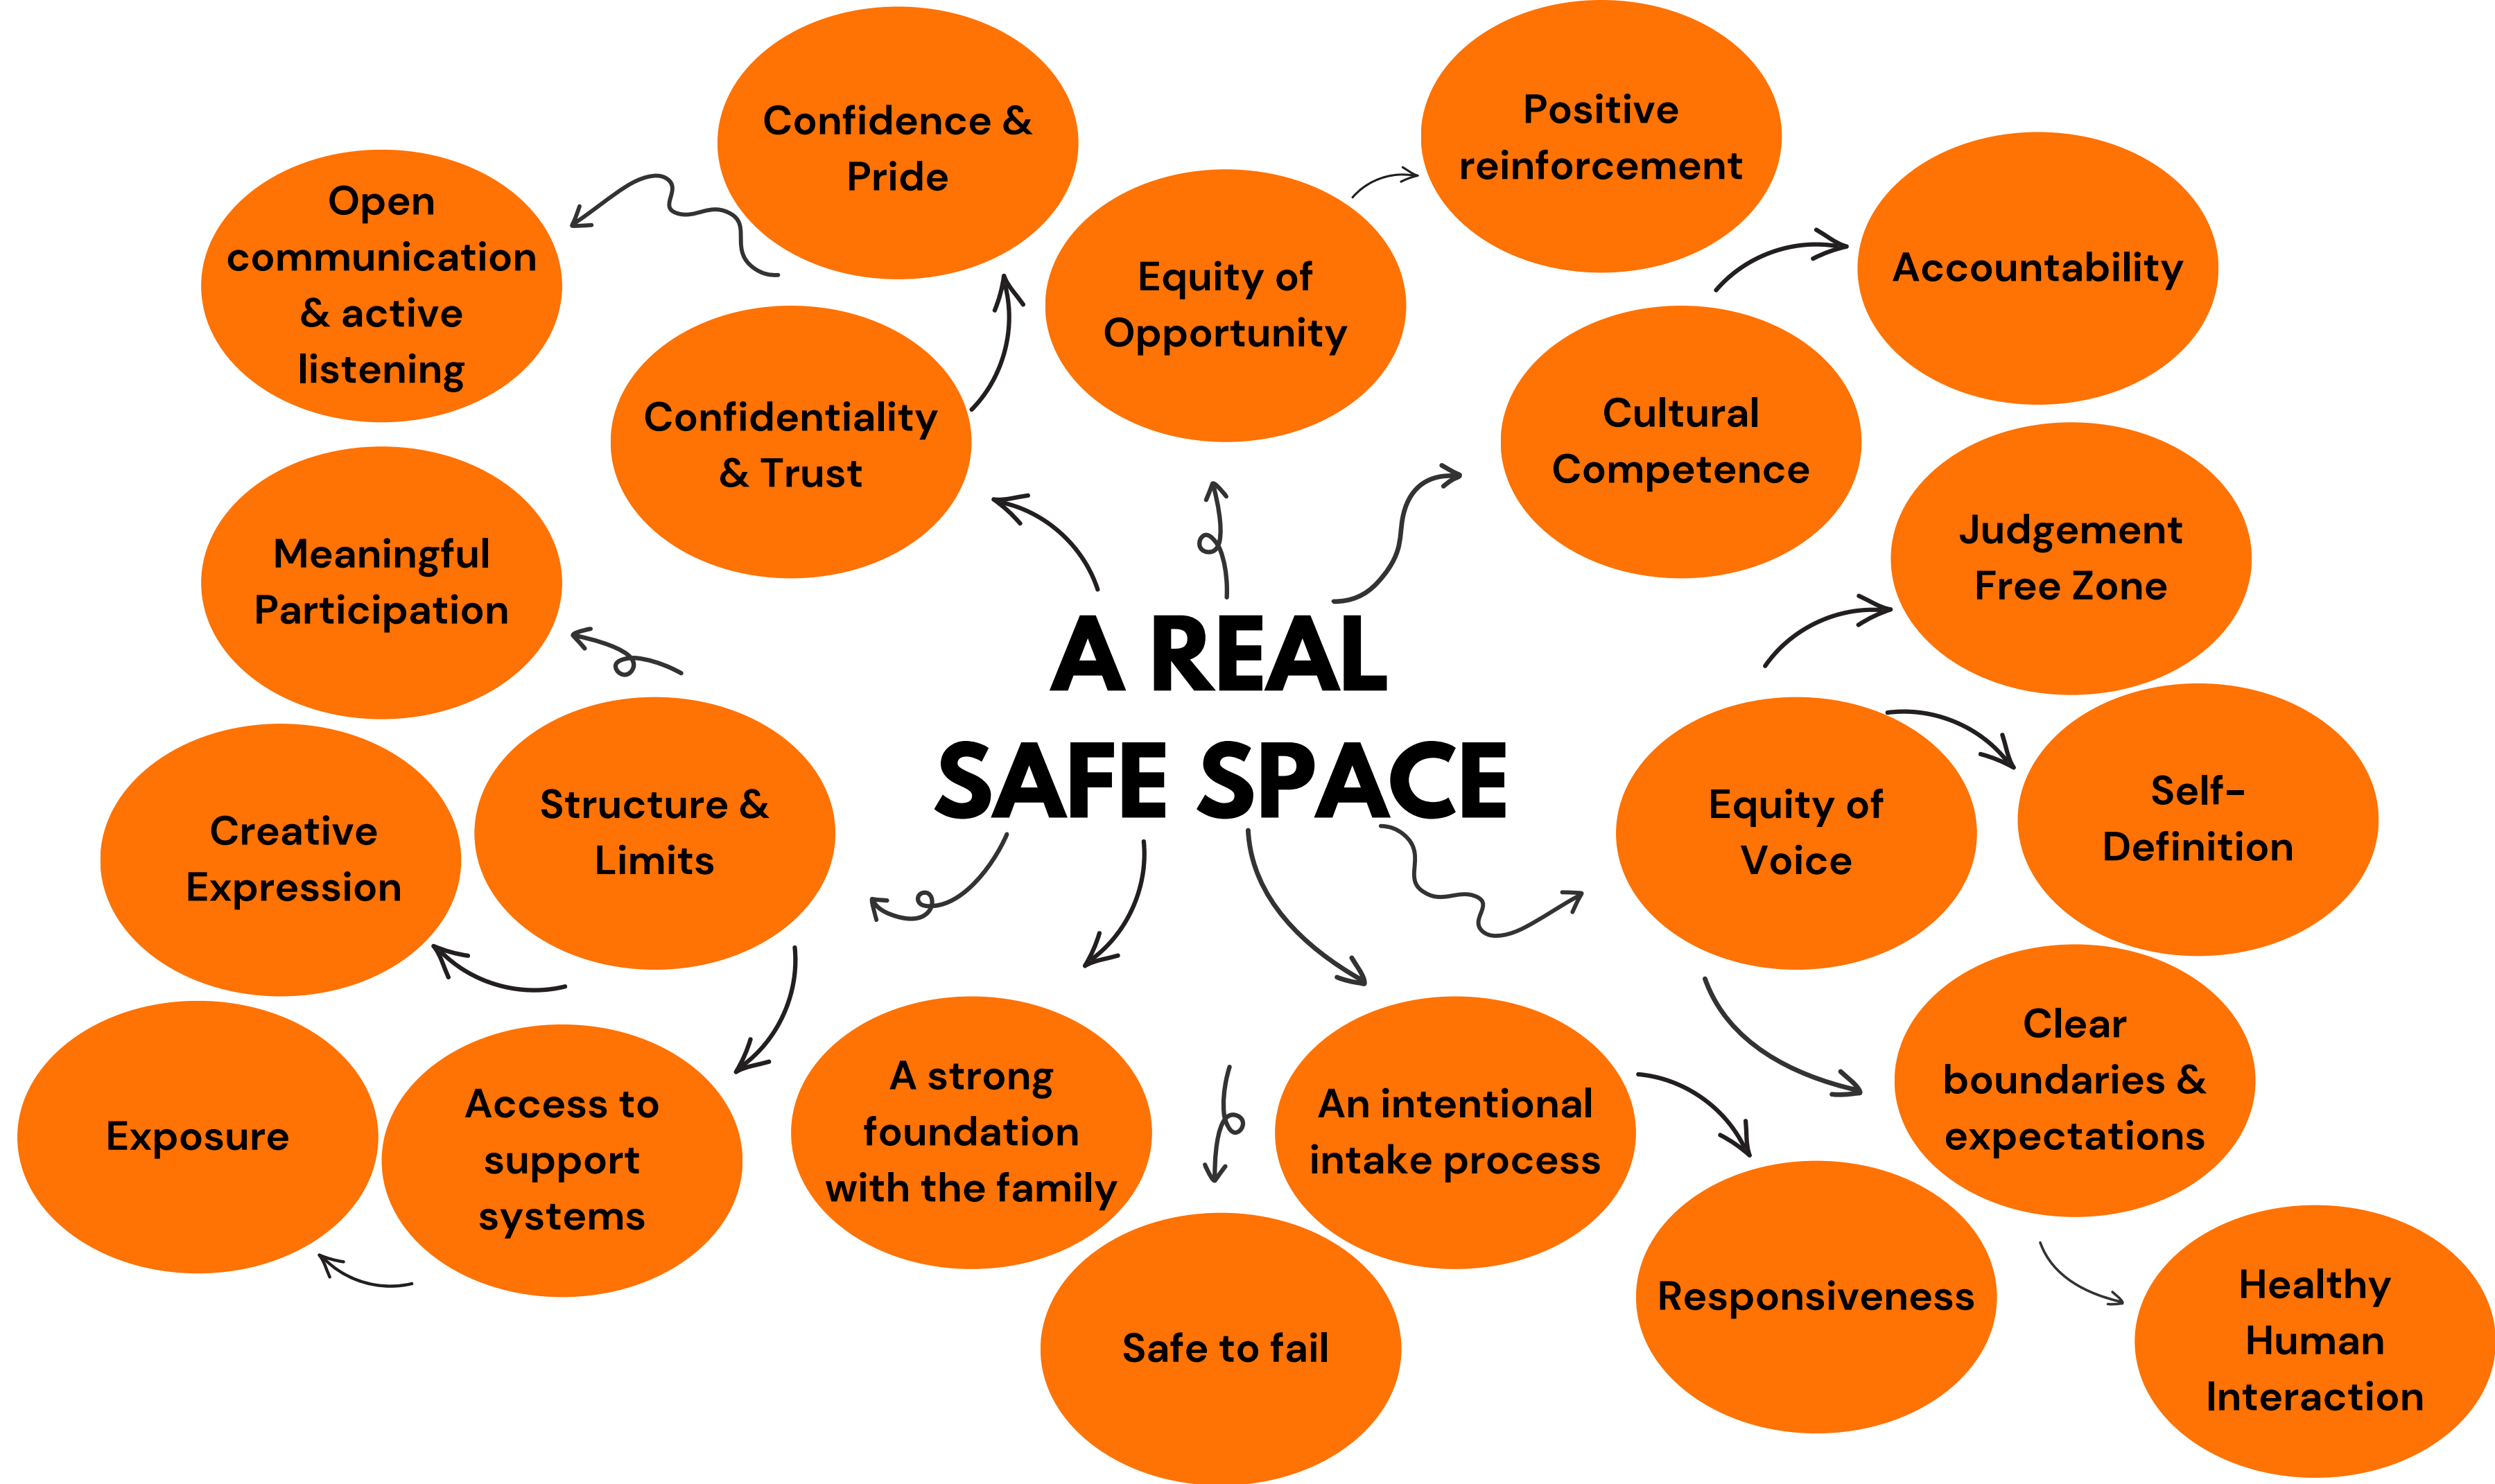 Confidence &
Pride
Positive
reinforcement
Open
communication
& active
listening
Equity of
Opportunity
Accountability
Confidentiality
& Trust
Cultural
Competence
Meaningful
Participation
Judgement
Free Zone
A REAL
SAFE SPACE
Creative
Expression
Structure &
Limits
Equity of
Voice
Self-
Definition
Exposure
Access to
support
systems
A strong
foundation
with the family
An intentional
intake process
Clear
boundaries &
expectations
Safe to fail
Responsiveness
Healthy
Human
Interaction